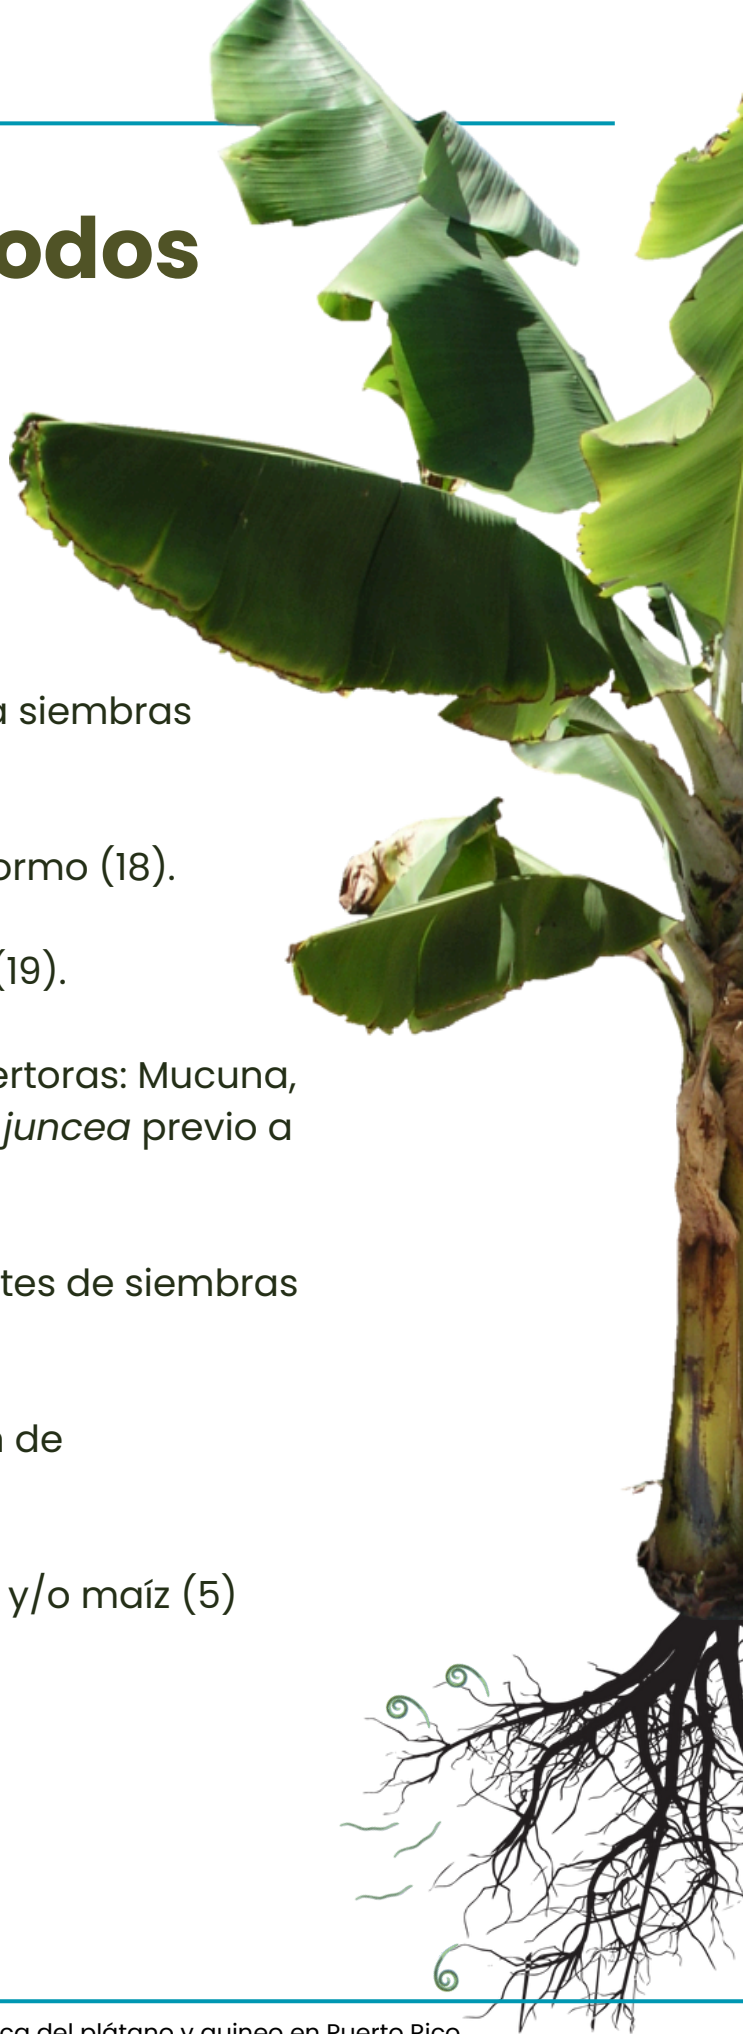 odos
a siembras
ormo (18).
(19).
ertoras: Mucuna,
juncea previo a
tes de siembras
n de
y/o maíz (5)
ca del plátano y guineo en Puerto Rico